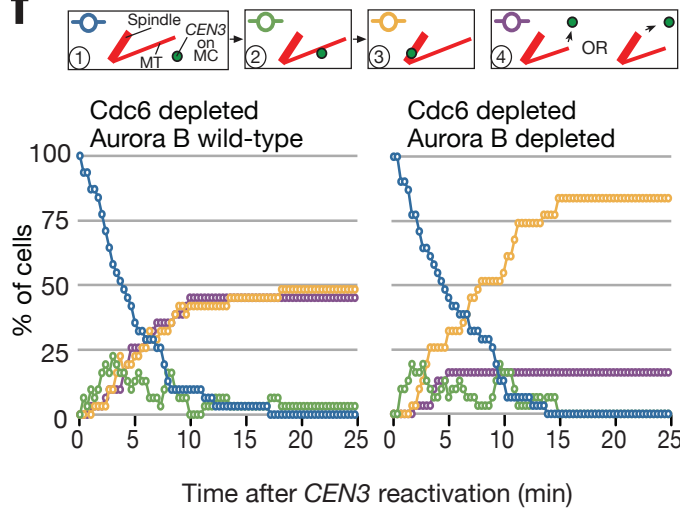 f
Spindle
MT
CEN3
on
MC
1
2
3
4
OR
Cdc6 depleted
Aurora B wild-type
Cdc6 depleted
Aurora B depleted
% of cells
100
75
50
25
0
0 5 10 15 20 25
0 5 10 15 20 25
Time after CEN3 reactivation (min)